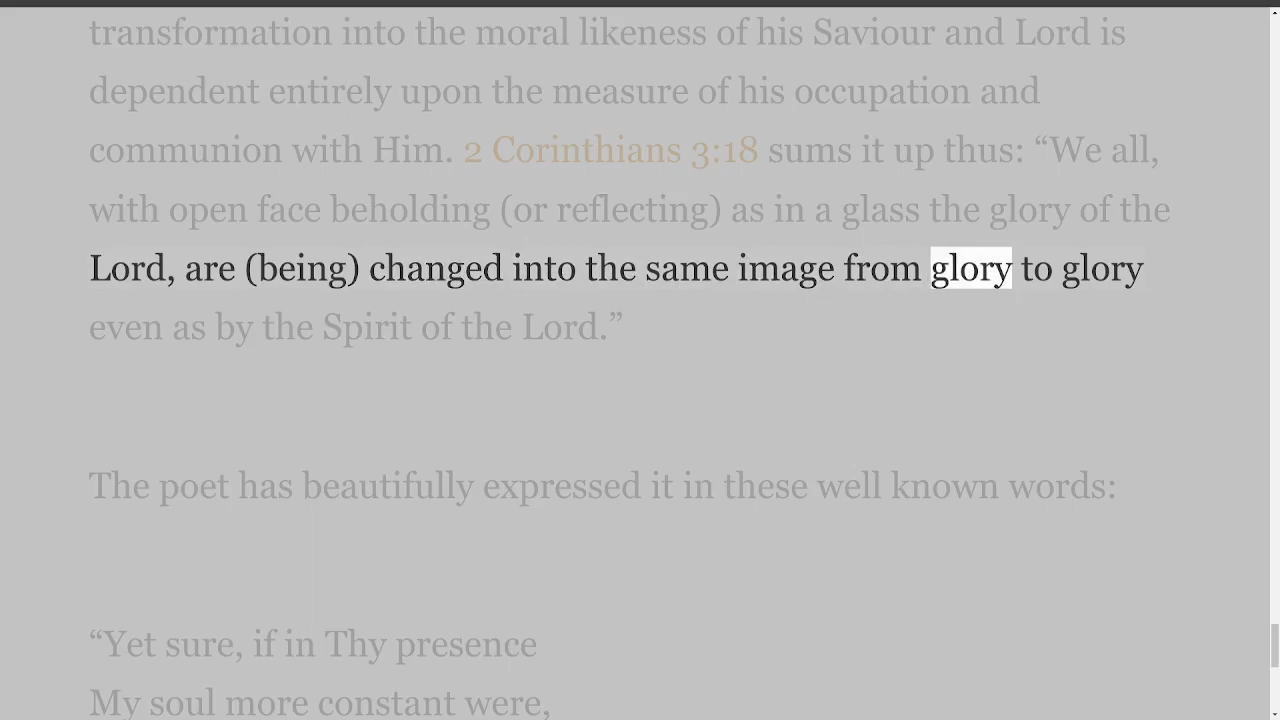 transformation into the moral likeness of his Saviour and Lord is
dependent entirely upon the measure of his occupation and
communion with Him. 2 Corinthians 3:18 sums it up thus: “We all,
with open face beholding (or reflecting) as in a glass the glory of the
Lord, are (being) changed into the same image from glory to glory
even as by the Spirit of the Lord.”
The poet has beautifully expressed it in these well known words:
“Yet sure, if in Thy presence
My soul more constant were,